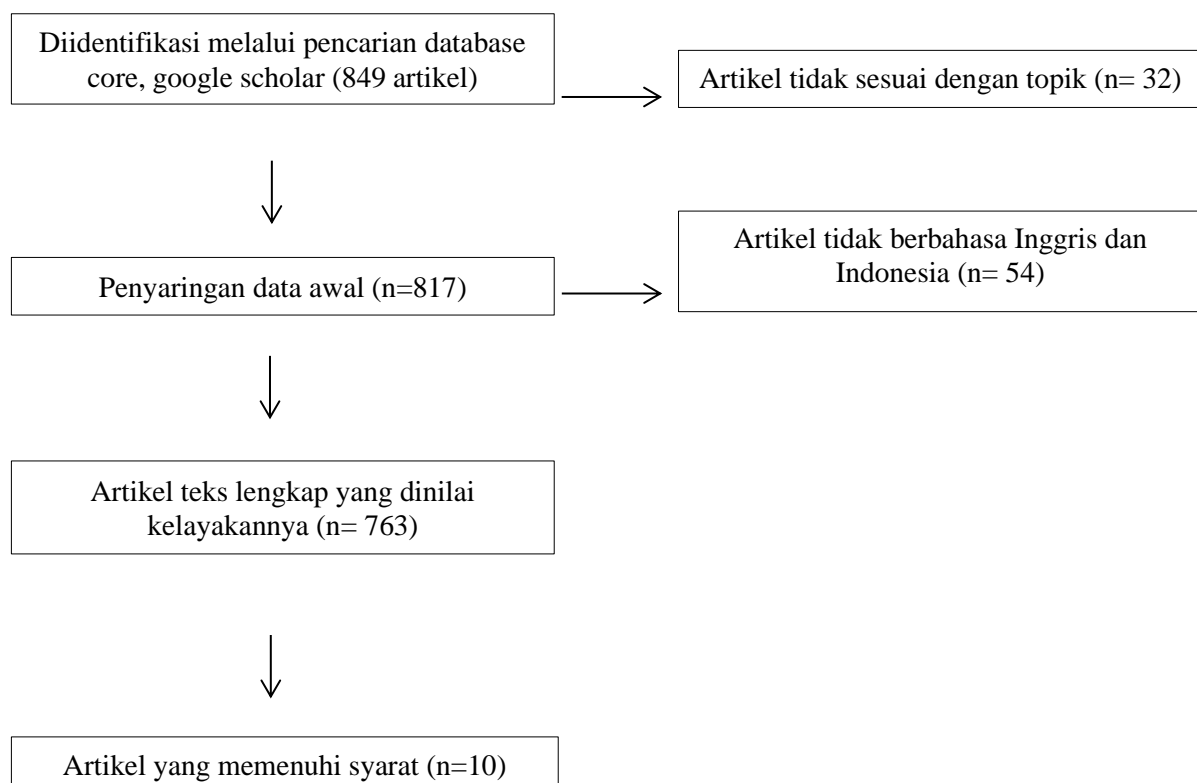 Diidentifikasi melalui pencarian database
core, google scholar (849 artikel)
Artikel tidak sesuai dengan topik (n= 32)
Artikel tidak berbahasa Inggris dan
Indonesia (n= 54)
Penyaringan data awal (n=817)
Artikel teks lengkap yang dinilai
kelayakannya (n= 763)
Artikel yang memenuhi syarat (n=10)